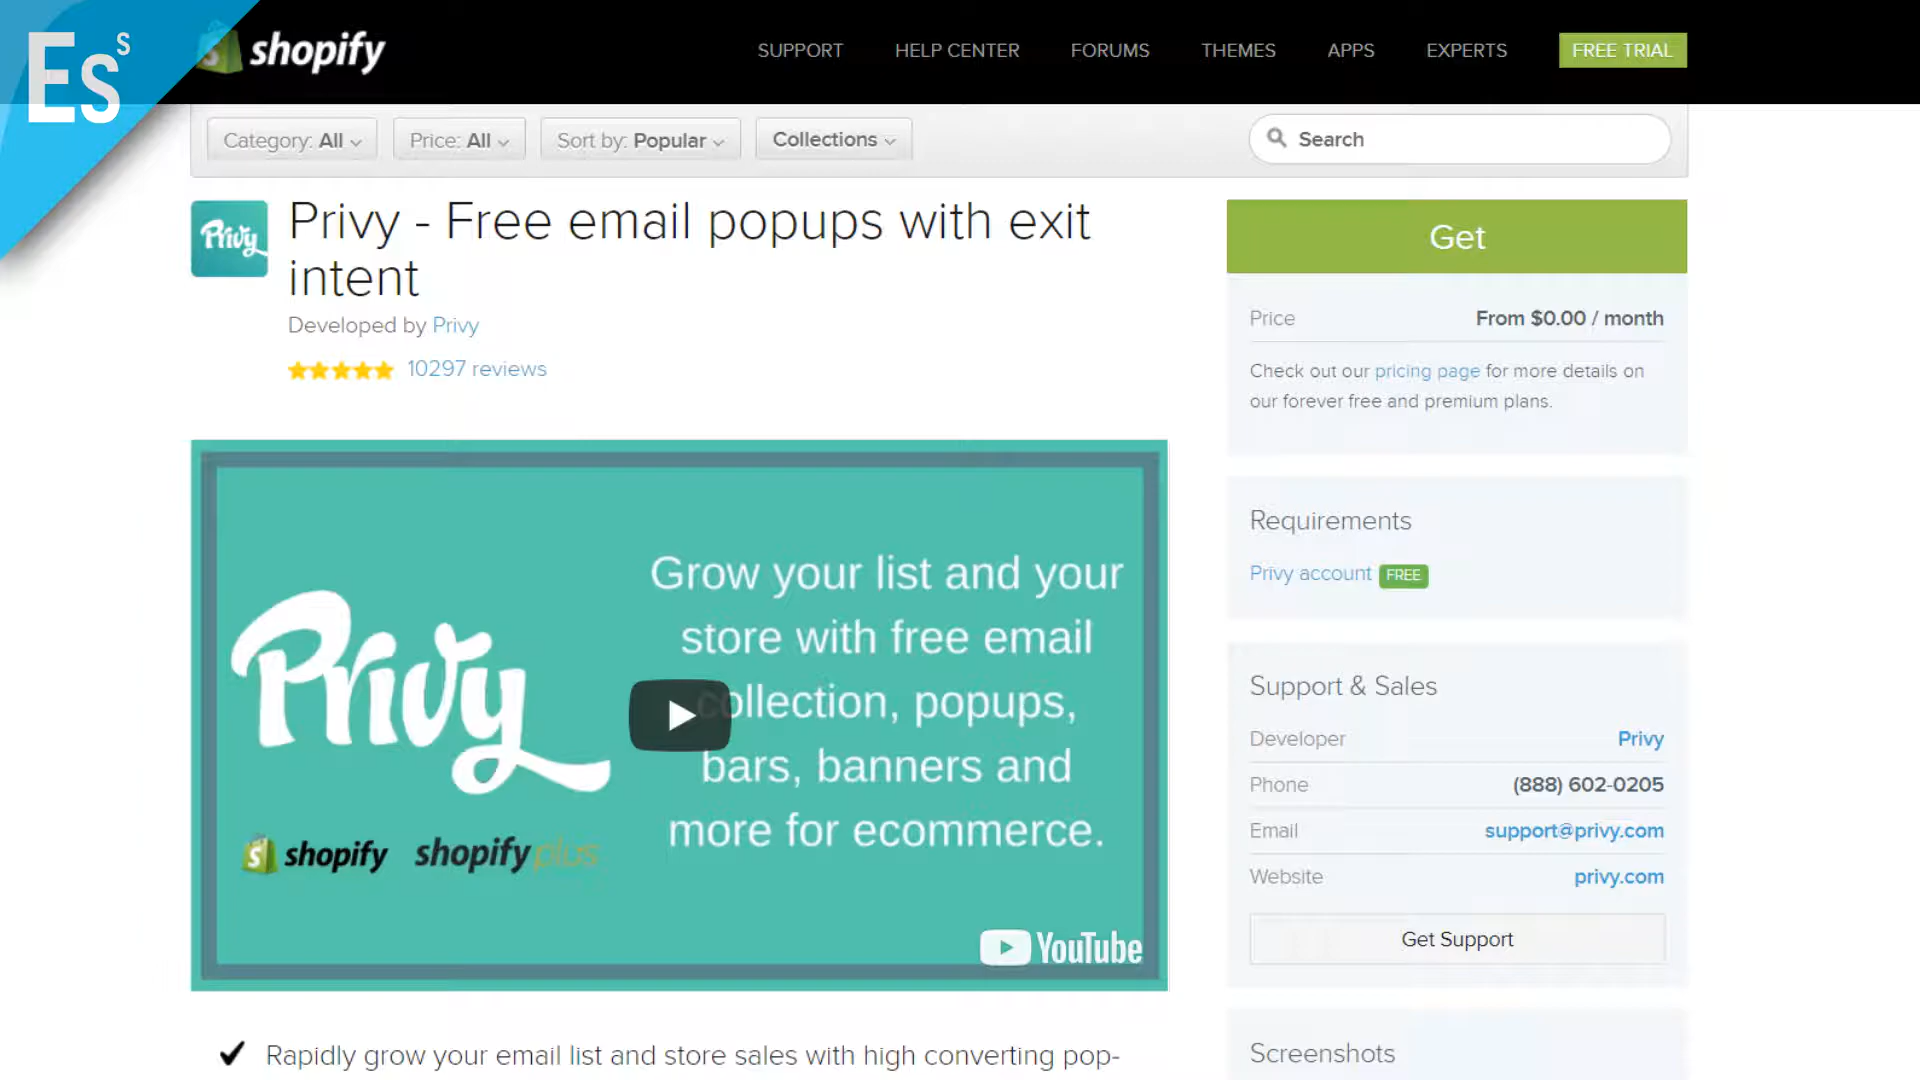 Es s
shopify
SUPPORT HELP CENTER FORUMS THEMES APPS EXPERTS FREE TRIAL
Category: All Price: All Sort by: Popular Collections Search
Privy
Privy - Free email popups with exit
intent
Developed by Privy
10297 reviews
Get
Price From $0.00 / month
Check out our pricing page for more details on
our forever free and premium plans.
Requirements
Privy account FREE
Support & Sales
Developer Privy
Phone (888) 602-0205
Email support@privy.com
Website privy.com
Get Support
Screenshots
Privy
shopify shopify plus
Grow your list and your
store with free email
collection, popups,
bars, banners and
more for ecommerce.
YouTube
Rapidly grow your email list and store sales with high converting pop-